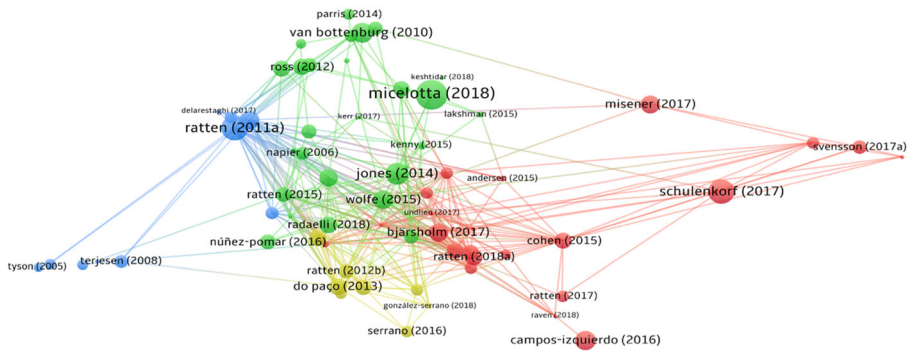 parris (2014)
van bottenburg (2010)
ross (2012)
keshtidar (2018)
micelotta (2018)
misener (2017)
delarestaghi (2017)
kerr (2017)
lakshman (2015)
ratten (2011a)
kenny (2015)
svensson (2017a)
napier (2006)
jones (2014)
andersen (2015)
schulenkorf (2017)
ratten (2015)
wolfe (2015)
undlien (2017)
radaelli (2018)
bjärsholm (2017)
núñez-pomar (2016)
cohen (2015)
ratten (2018a)
tyson (2005)
terjesen (2008)
ratten (2012b)
do paço (2013)
ratten (2017)
gonzález-serrano (2018)
raven (2018)
serrano (2016)
campos-izquierdo (2016)